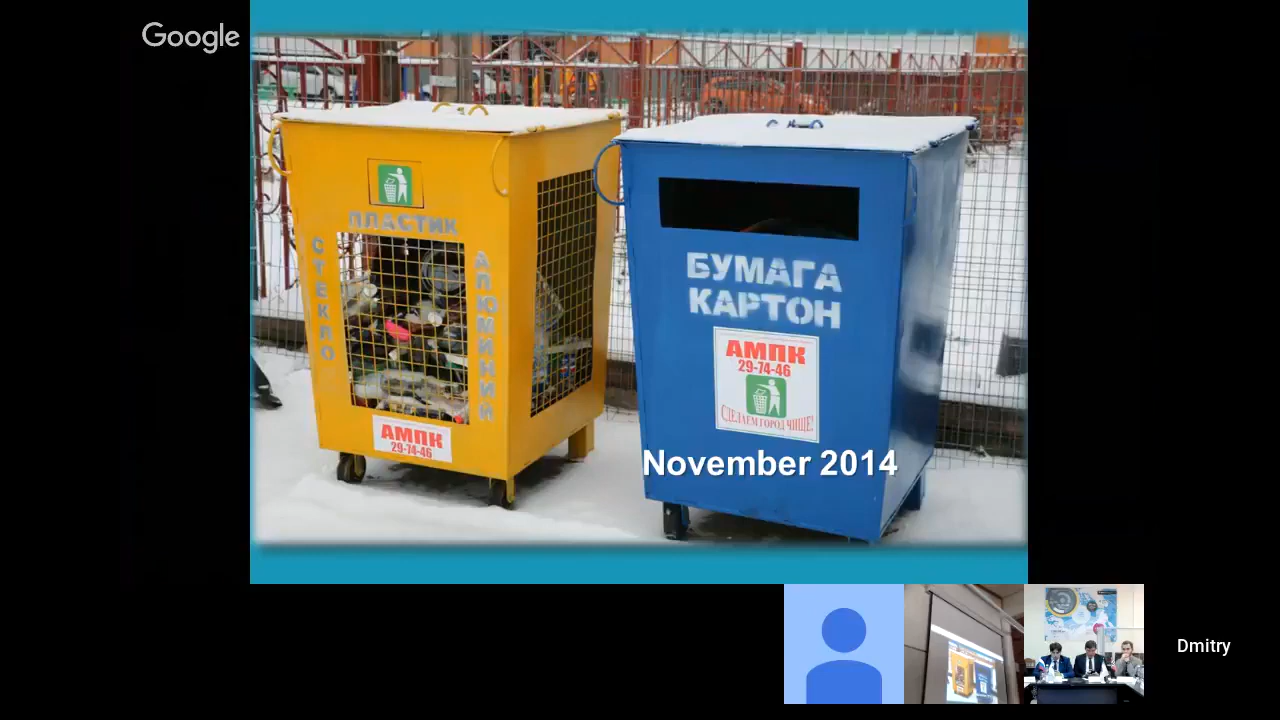 Google
ПЛАСТИК
СТЕКЛО
АЛЮМИНИЙ
АМПК
29-74-46
БУМАГА
КАРТОН
АМПК
29-74-46
СДЕЛАЕМ ГОРОД ЧИЩЕ!
November 2014
Dmitry